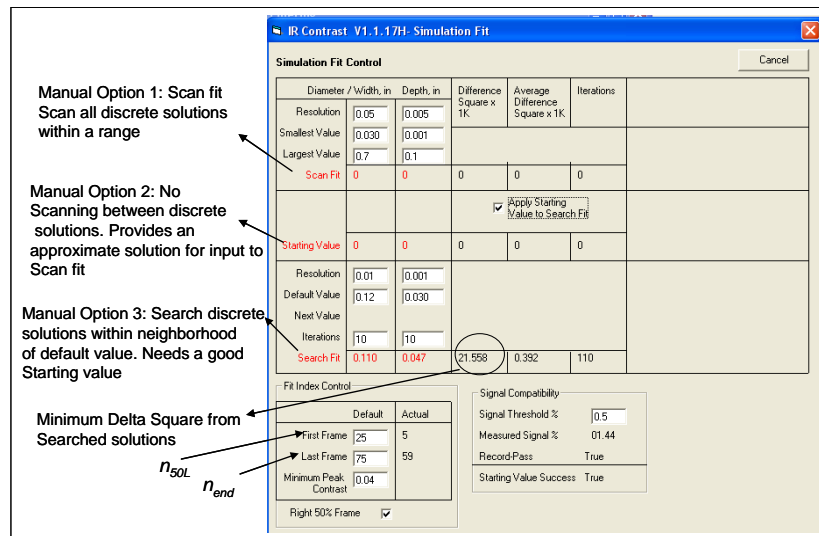 IR Contrast V1.1.17H- Simulation Fit
Simulation Fit Control
Cancel
Manual Option 1: Scan fit
Scan all discrete solutions
within a range
Manual Option 2: No
Scanning between discrete
solutions. Provides an
approximate solution for input to
Scan fit
Manual Option 3: Search discrete
solutions within neighborhood
of default value. Needs a good
Starting value
Minimum Delta Square from
Searched solutions
n50L
nend
Diameter / Width, in Depth, in Difference Square x 1K Average Difference Square x 1K Iterations
Resolution 0.05 0.005
Smallest Value 0.030 0.001
Largest Value 0.7 0.1
Scan Fit 0 0 0 0 0
Apply Starting
Value to Search Fit
Starting Value 0 0 0 0 0
Resolution 0.01 0.001
Default Value 0.12 0.030
Next Value
Iterations 10 10
Search Fit 0.110 0.047 21.558 0.392 110
Fit Index Control
Default Actual
First Frame 25 5
Last Frame 75 59
Minimum Peak
Contrast 0.04
Right 50% Frame
Signal Compatibility
Signal Threshold % 0.5
Measured Signal % 01.44
Record-Pass True
Starting Value Success True